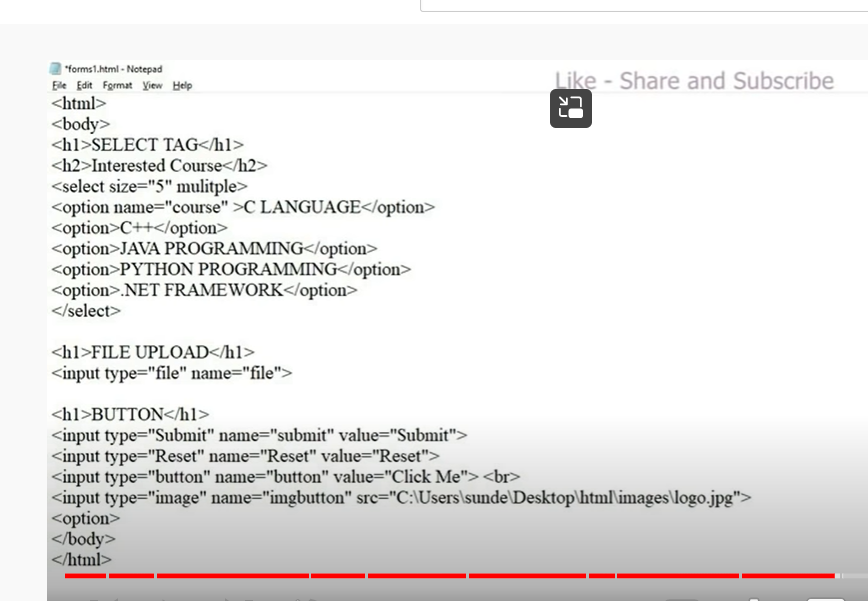 *forms1.html - Notepad
File Edit Format View Help
Like - Share and Subscribe
<html>
<body>
<h1>SELECT TAG</h1>
<h2>Interested Course</h2>
<select size="5" mulitple>
<option name="course" >C LANGUAGE</option>
<option>C++</option>
<option>JAVA PROGRAMMING</option>
<option>PYTHON PROGRAMMING</option>
<option>.NET FRAMEWORK</option>
</select>
<h1>FILE UPLOAD</h1>
<input type="file" name="file">
<h1>BUTTON</h1>
<input type="Submit" name="submit" value="Submit">
<input type="Reset" name="Reset" value="Reset">
<input type="button" name="button" value="Click Me"> <br>
<input type="image" name="imgbutton" src="C:\Users\sunde\Desktop\html\images\logo.jpg">
<option>
</body>
</html>